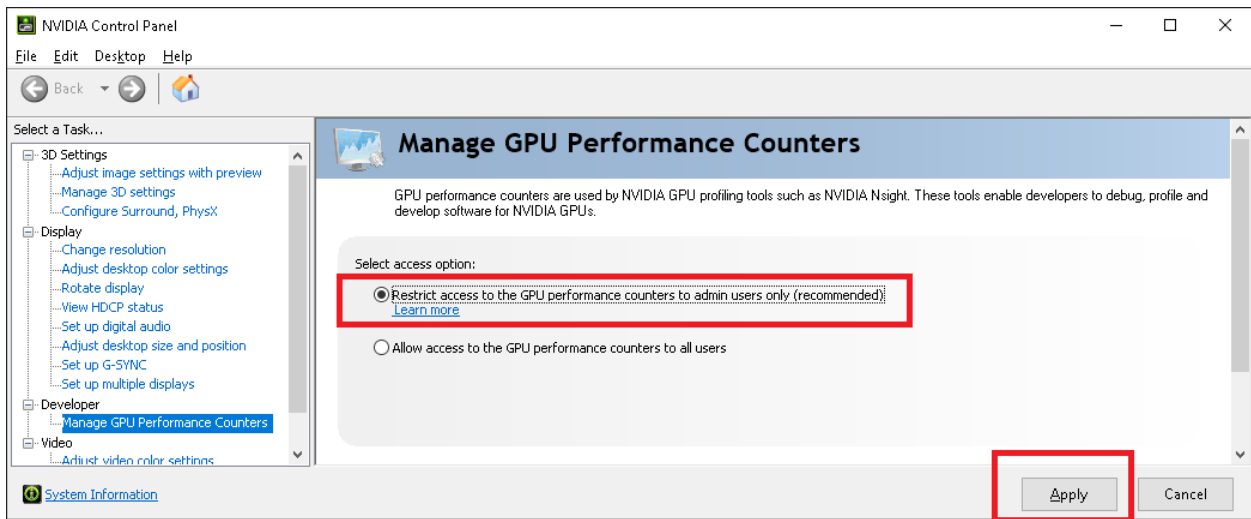 NVIDIA Control Panel
File Edit Desktop Help
Back
Select a Task...
3D Settings
Adjust image settings with preview
Manage 3D settings
Configure Surround, PhysX
Display
Change resolution
Adjust desktop color settings
Rotate display
View HDCP status
Set up digital audio
Adjust desktop size and position
Set up G-SYNC
Set up multiple displays
Developer
Manage GPU Performance Counters
Video
Adjust video color settings
System Information
Manage GPU Performance Counters
GPU performance counters are used by NVIDIA GPU profiling tools such as NVIDIA Nsight. These tools enable developers to debug, profile and
develop software for NVIDIA GPUs.
Select access option:
Restrict access to the GPU performance counters to admin users only (recommended)
Learn more
Allow access to the GPU performance counters to all users
Apply Cancel